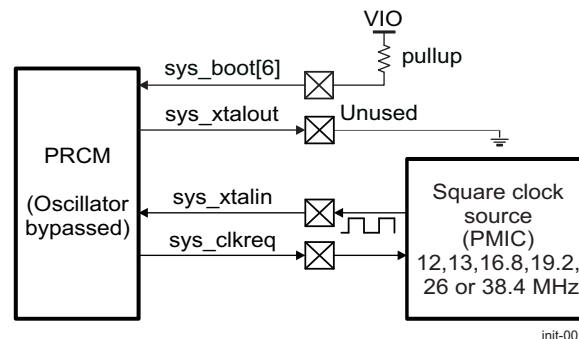 VIO
pullup
sys_boot[6]
sys_xtalout
Unused
PRCM
(Oscillator
bypassed)
sys_xtalin
sys_clkreq
Square clock
source
(PMIC)
12,13,16.8,19.2,
26 or 38.4 MHz
init-00